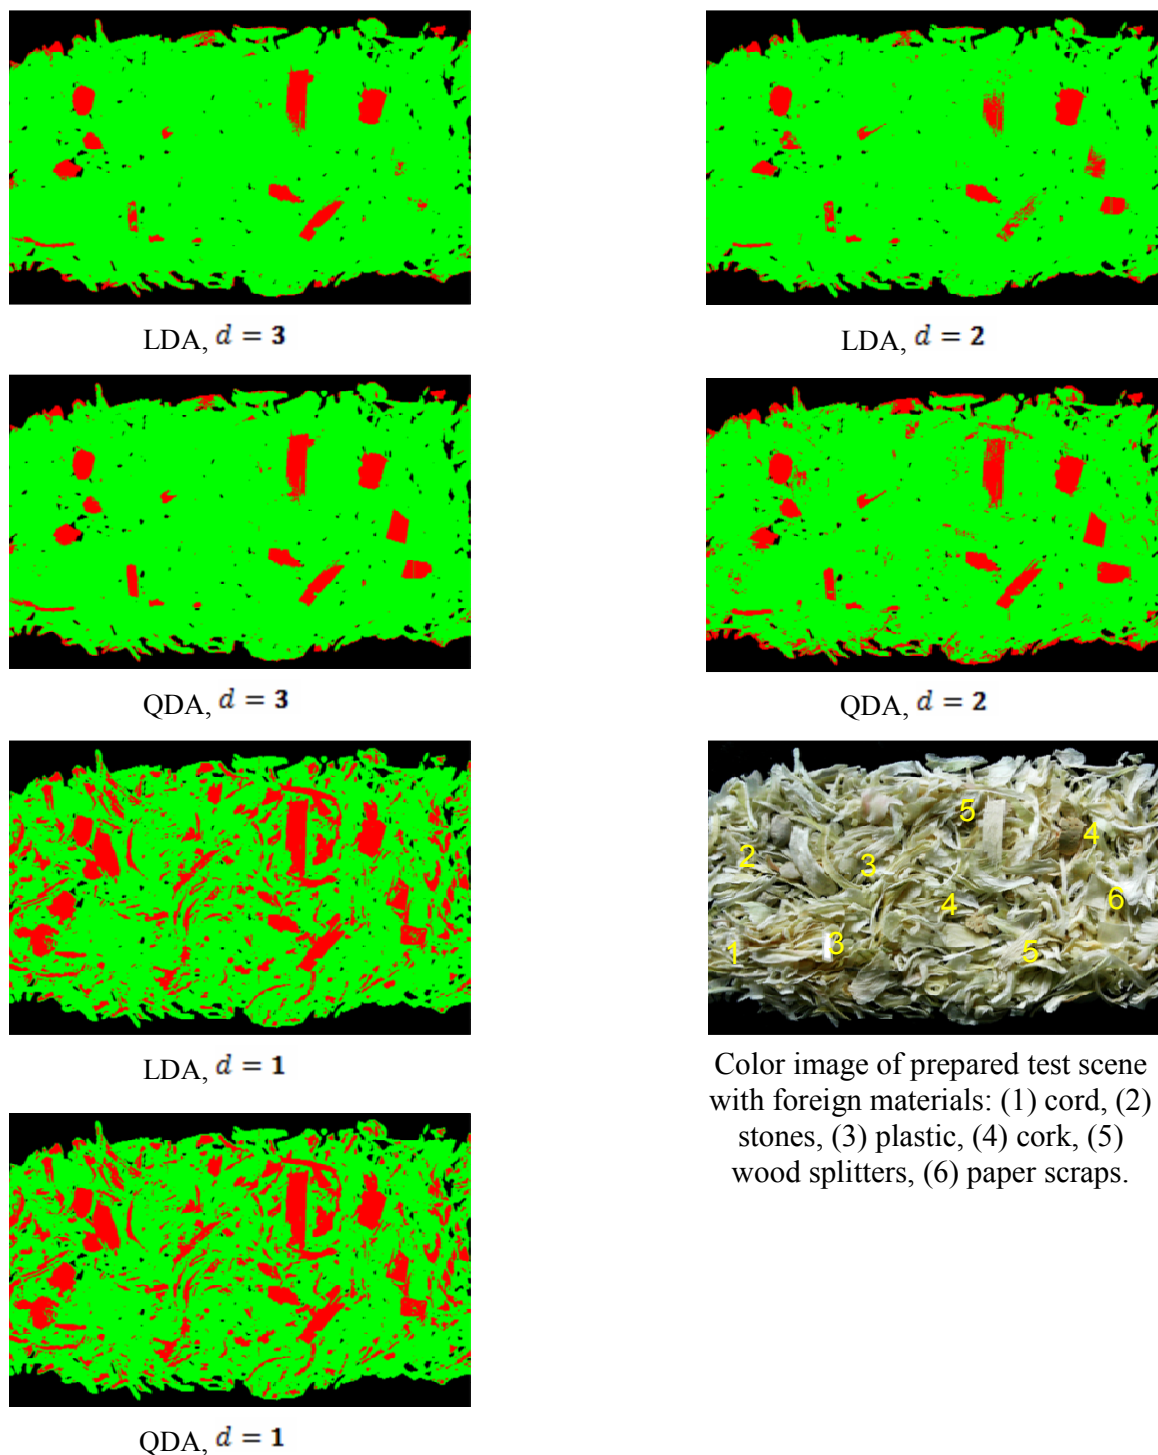 LDA, d = 3
LDA, d = 2
QDA, d = 3
QDA, d = 2
5
4
2
3
6
4
1
3
5
LDA, d = 1
Color image of prepared test scene
with foreign materials: (1) cord, (2)
stones, (3) plastic, (4) cork, (5)
wood splitters, (6) paper scraps.
QDA, d = 1